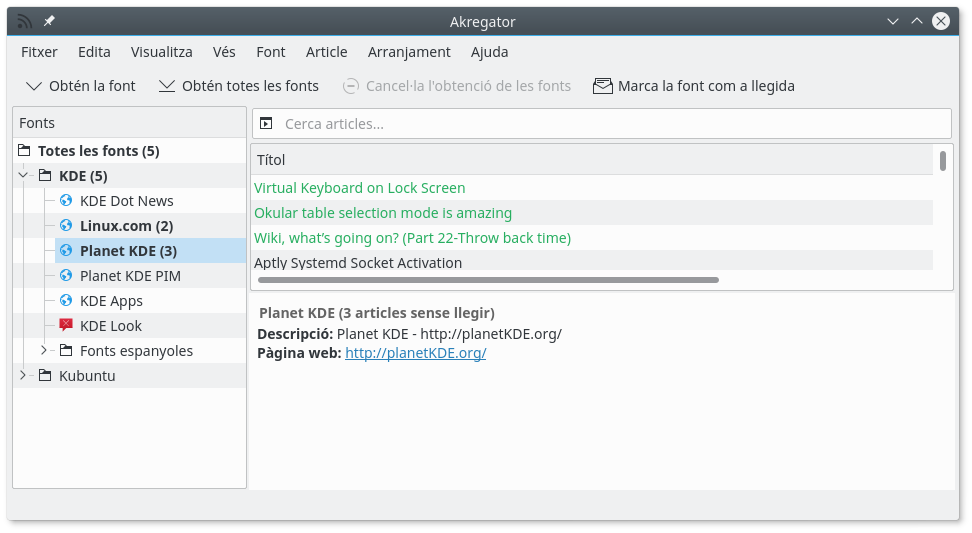 Akregator
Fitxer Edita Visualitza Vés Font Article Arranjament Ajuda
Obtén la font Obtén totes les fonts Cancel·la l'obtenció de les fonts Marca la font com a llegida
Fonts
Totes les fonts (5)
KDE (5)
KDE Dot News
Linux.com (2)
Planet KDE (3)
Planet KDE PIM
KDE Apps
KDE Look
Fonts espanyoles
Kubuntu
Cerca articles...
Títol
Virtual Keyboard on Lock Screen
Okular table selection mode is amazing
Wiki, what’s going on? (Part 22-Throw back time)
Aptly Systemd Socket Activation
Planet KDE (3 articles sense llegir)
Descripció: Planet KDE - http://planetKDE.org/
Pàgina web: http://planetKDE.org/